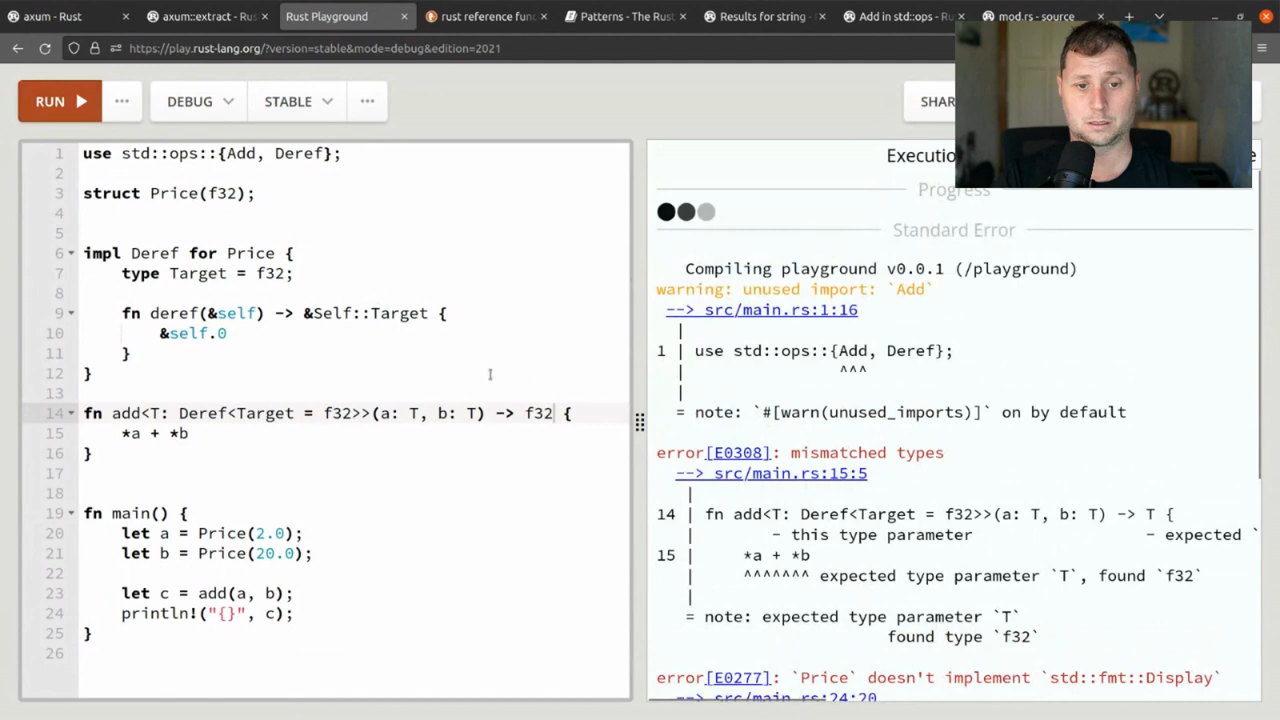 axum - Rust
axum::extract - Rus
Rust Playground
rust reference fun
Patterns - The Rust
Results for string -
Add in std::ops - Ru
mod.rs - source
https://play.rust-lang.org/?version=stable&mode=debug&edition=2021
RUN
DEBUG
STABLE
SHAR
1 use std::ops::{Add, Deref};
2
3 struct Price(f32);
4
5
6 impl Deref for Price {
7 type Target = f32;
8
9 fn deref(&self) -> &Self::Target {
10 &self.0
11 }
12 }
13
14 fn add<T: Deref<Target = f32>>(a: T, b: T) -> f32 {
15 *a + *b
16 }
17
18
19 fn main() {
20 let a = Price(2.0);
21 let b = Price(20.0);
22
23 let c = add(a, b);
24 println!("{}", c);
25 }
26
Executio
Progress
Standard Error
Compiling playground v0.0.1 (/playground)
warning: unused import: `Add`
--> src/main.rs:1:16
|
1 | use std::ops::{Add, Deref};
| ^^^
|
= note: `#[warn(unused_imports)]` on by default
error[E0308]: mismatched types
--> src/main.rs:15:5
|
14 | fn add<T: Deref<Target = f32>>(a: T, b: T) -> T {
| - this type parameter - expected `
15 | *a + *b
| ^^^^^^^ expected type parameter `T`, found `f32`
|
= note: expected type parameter `T`
found type `f32`
error[E0277]: `Price` doesn't implement `std::fmt::Display`
--> src/main.rs:24:20